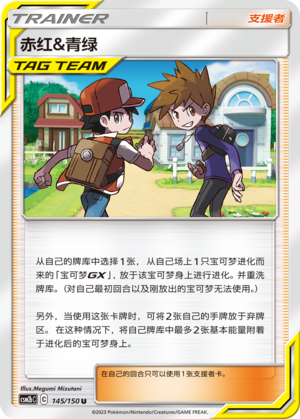 TRAINER 支援者
赤红&青绿
TAG TEAM
从自己的牌库中选择1张，从自己场上1只宝可梦进化而
来的「宝可梦GX」，放于该宝可梦身上进行进化。并重洗
牌库。（对自己最初回合以及刚放出的宝可梦无法使用。）
另外，当使用这张卡牌时，可将2张自己的手牌放于弃牌
区。在这种情况下，将自己牌库中最多2张基本能量附着
于进化后的宝可梦身上。
Illus.Megumi Mizutani
在自己的回合只可以使用1张支援者卡。
C 145/150 U
©2023 Pokémon/Nintendo/Creatures/GAME FREAK.